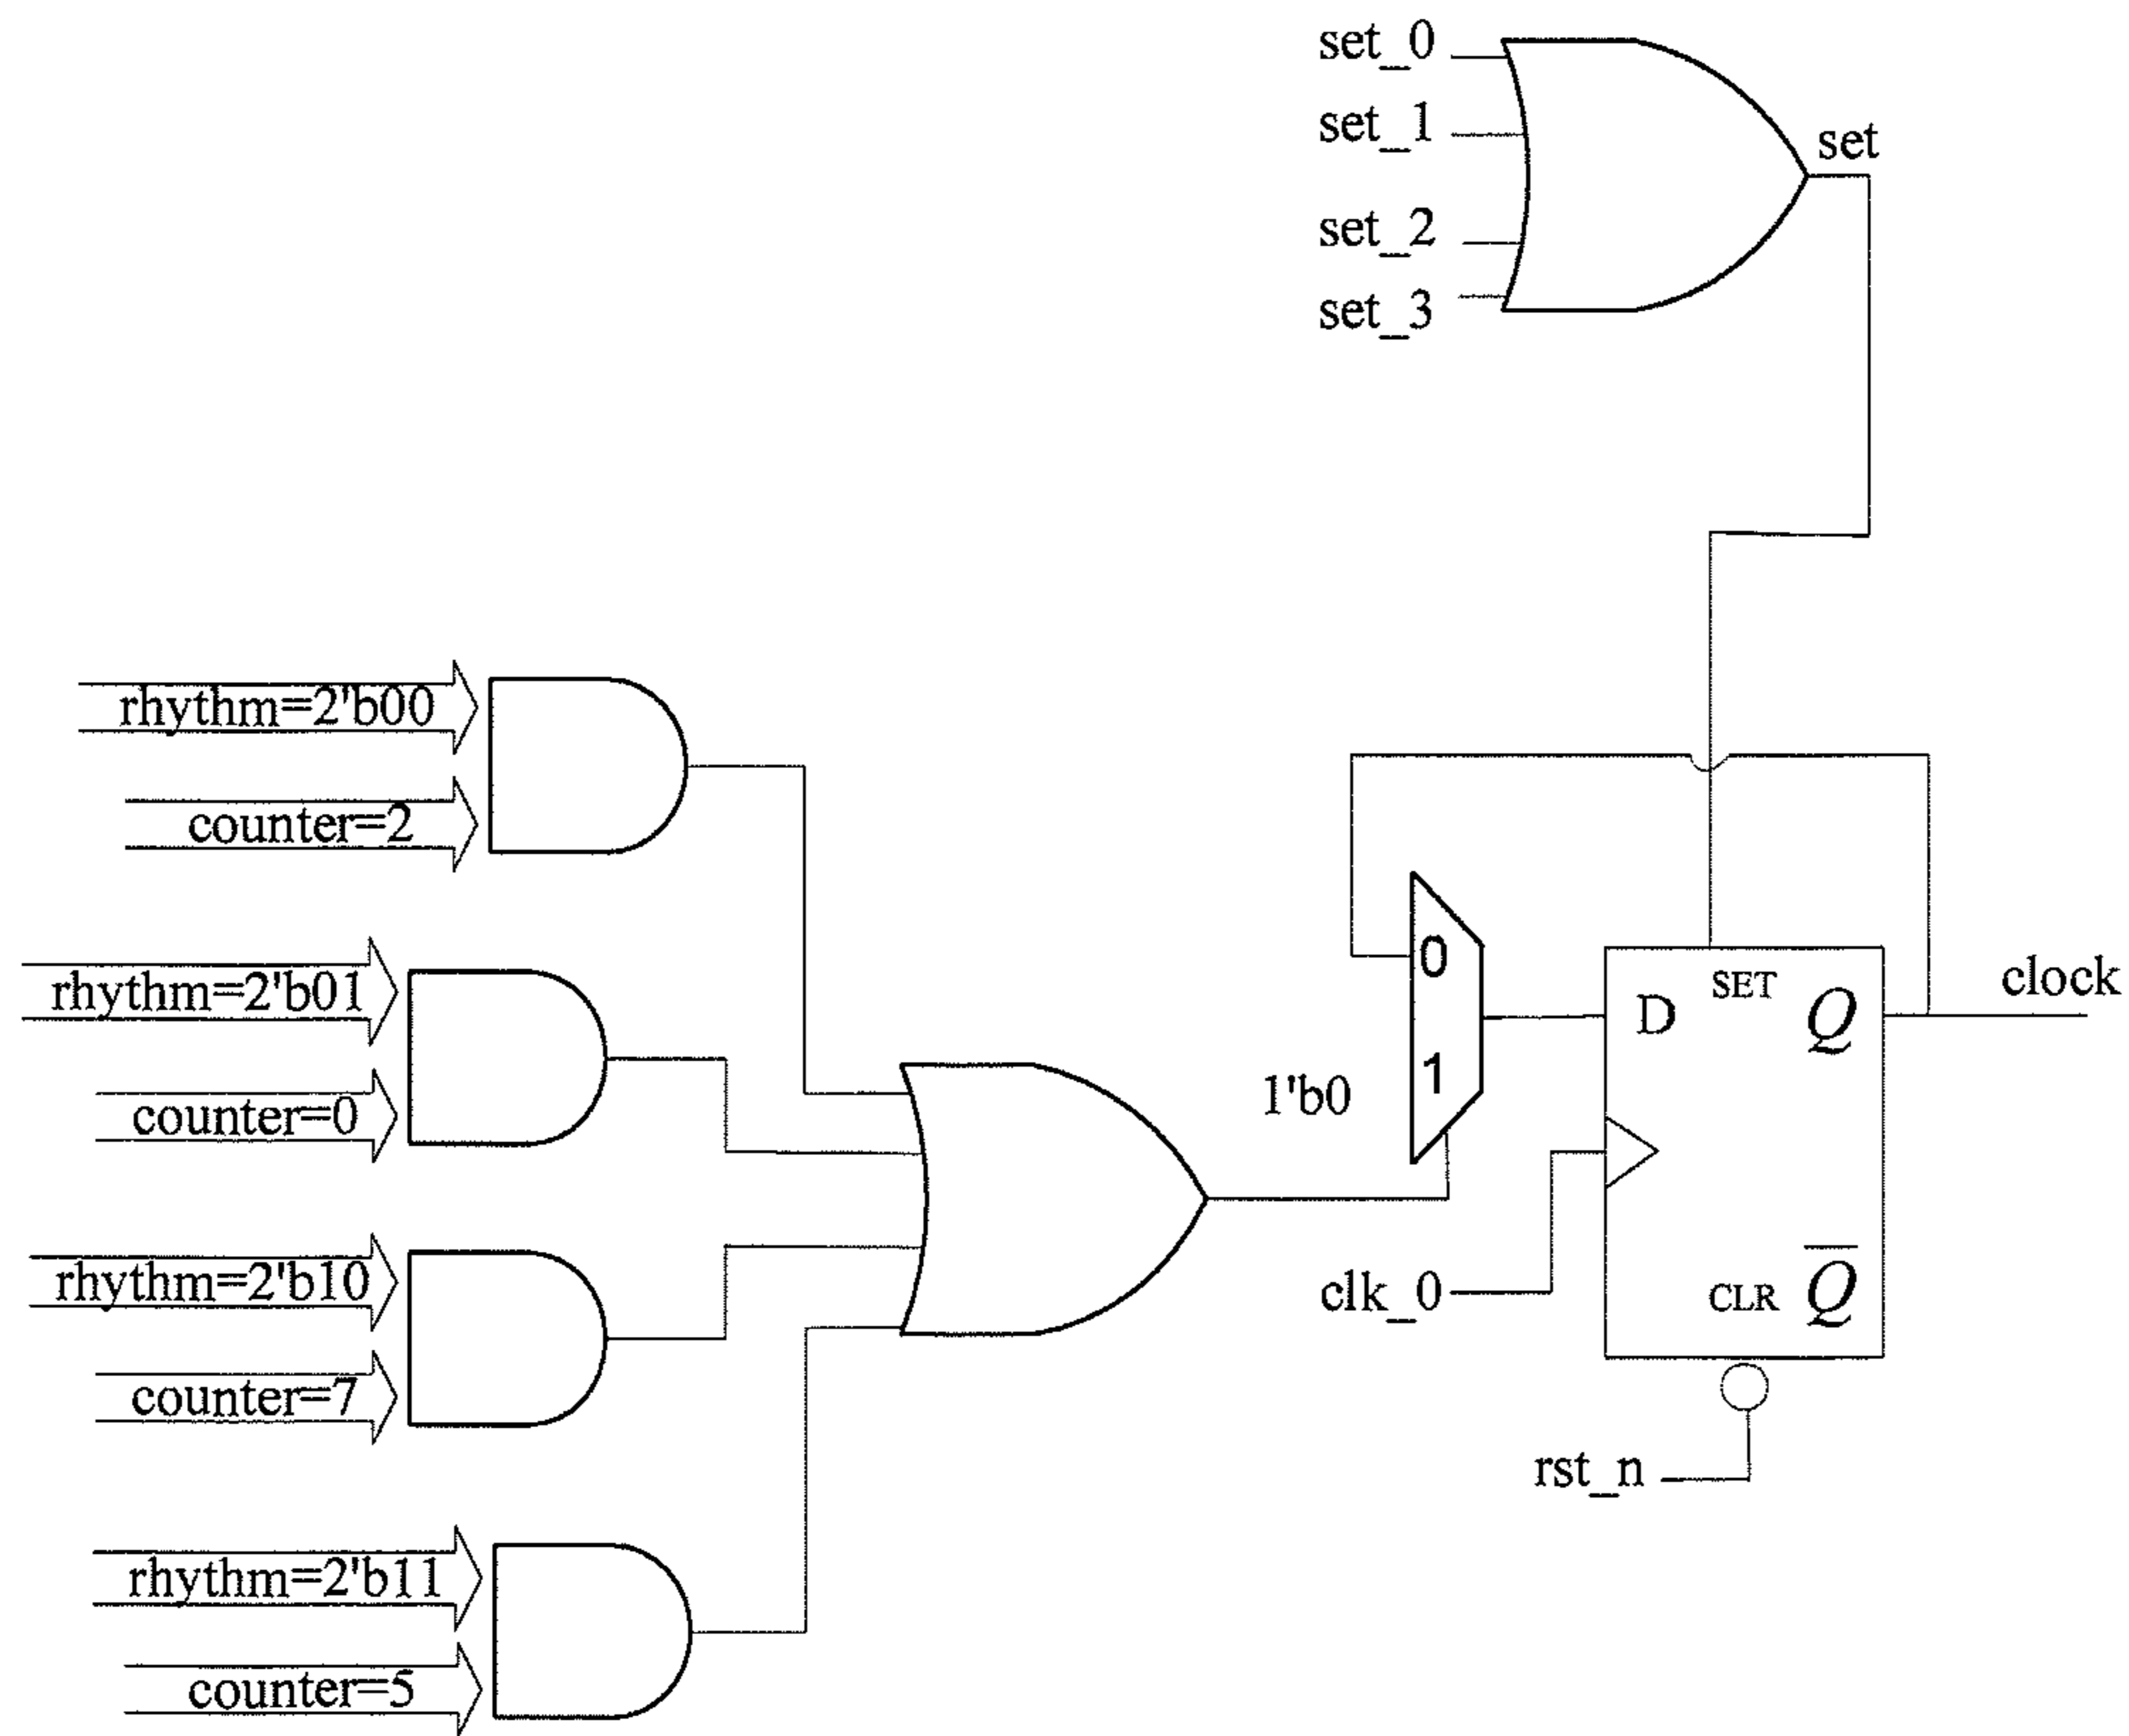 set_0
set_1
set_2
set_3
set
rhythm=2'b00
counter=2
rhythm=2'b01
counter=0
rhythm=2'b10
counter=7
rhythm=2'b11
counter=5
1'b0
0
1
clk_0
D
SET
Q
CLR
Q̅
clock
rst_n